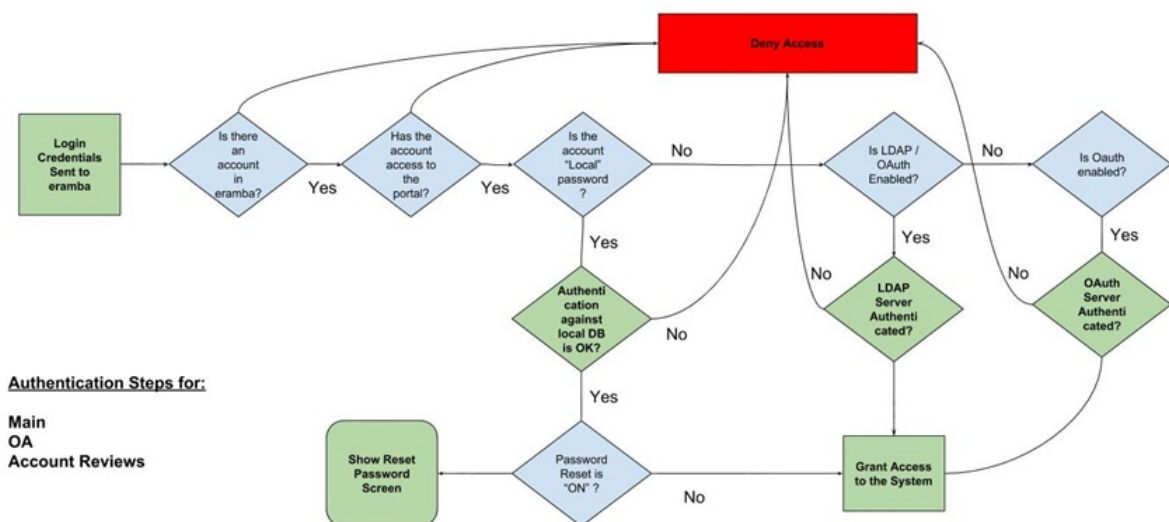 Deny Access
Login
Credentials
Sent to
eramba
Is there
an
account
in
eramba?
Yes
Has the
account
access to
the
portal?
Yes
Is the
account
“Local”
password
?
No
Is LDAP /
OAuth
Enabled?
No
Is Oauth
enabled?
Yes
Yes
Yes
Authenti
cation
against
local DB
is OK?
No
No
LDAP
Server
Authenti
cated?
No
OAuth
Server
Authenti
cated?
Yes
Authentication Steps for:
Main
OA
Account Reviews
Show Reset
Password
Screen
Password
Reset is
“ON” ?
No
Grant Access
to the System